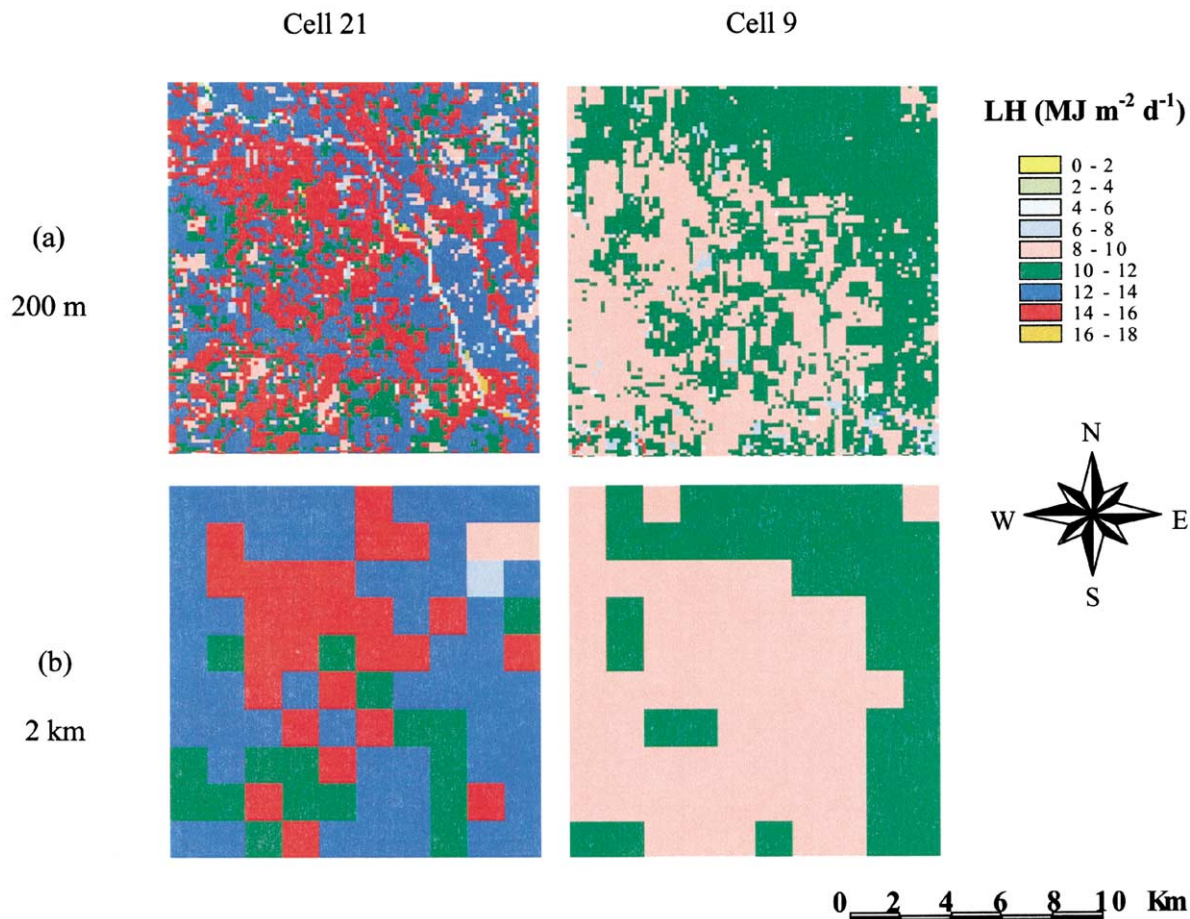 Cell 21
Cell 9
LH (MJ m⁻² d⁻¹)
0 - 2
2 - 4
4 - 6
6 - 8
8 - 10
10 - 12
12 - 14
14 - 16
16 - 18
(a)
200 m
N
W
E
S
(b)
2 km
0 2 4 6 8 10 Km